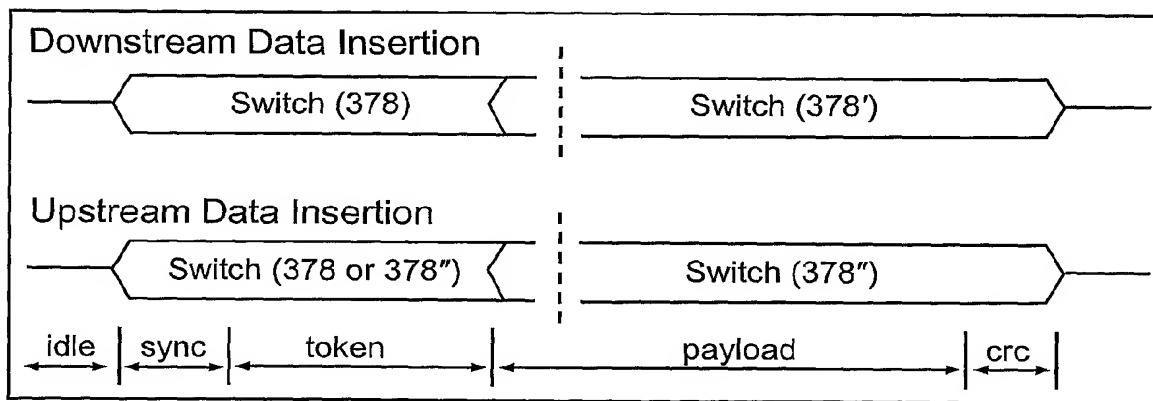 Downstream Data Insertion
Switch (378)
Switch (378′)
Upstream Data Insertion
Switch (378 or 378″)
Switch (378″)
idle sync token payload crc